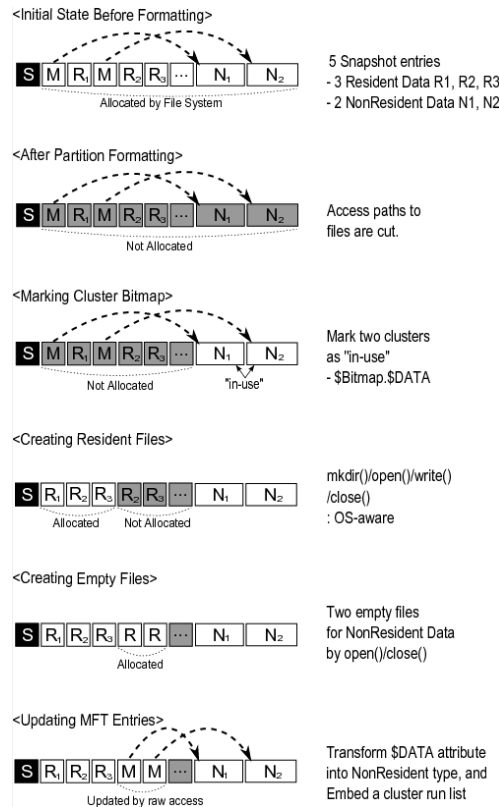 <Initial State Before Formatting>
S M R₁ M R₂ R₃ ... N₁ N₂
Allocated by File System
5 Snapshot entries
- 3 Resident Data R1, R2, R3
- 2 NonResident Data N1, N2
<After Partition Formatting>
S M R₁ M R₂ R₃ ... N₁ N₂
Not Allocated
Access paths to
files are cut.
<Marking Cluster Bitmap>
S M R₁ M R₂ R₃ ... N₁ N₂
Not Allocated
"in-use"
Mark two clusters
as "in-use"
- $Bitmap.$DATA
<Creating Resident Files>
S R₁ R₂ R₃ R₂ R₃ ... N₁ N₂
Allocated Not Allocated
mkdir()/open()/write()
/close()
: OS-aware
<Creating Empty Files>
S R₁ R₂ R₃ R R ... N₁ N₂
Allocated
Two empty files
for NonResident Data
by open()/close()
<Updating MFT Entries>
S R₁ R₂ R₃ M M ... N₁ N₂
Updated by raw access
Transform $DATA attribute
into NonResident type, and
Embed a cluster run list